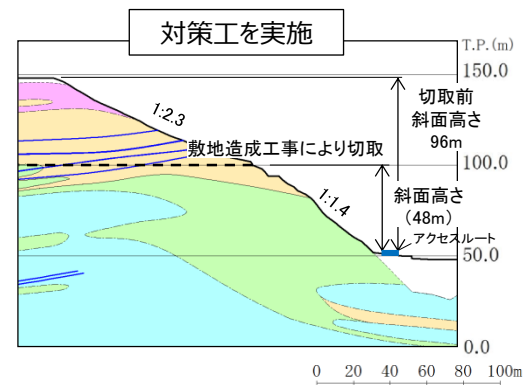 対策工を実施
T.P.(m)
150.0
切取前
斜面高さ
96m
1:2.3
敷地造成工事により切取
100.0
1:1.4
斜面高さ
(48m)
アクセスルート
50.0
0.0
0 20 40 60 80 100m